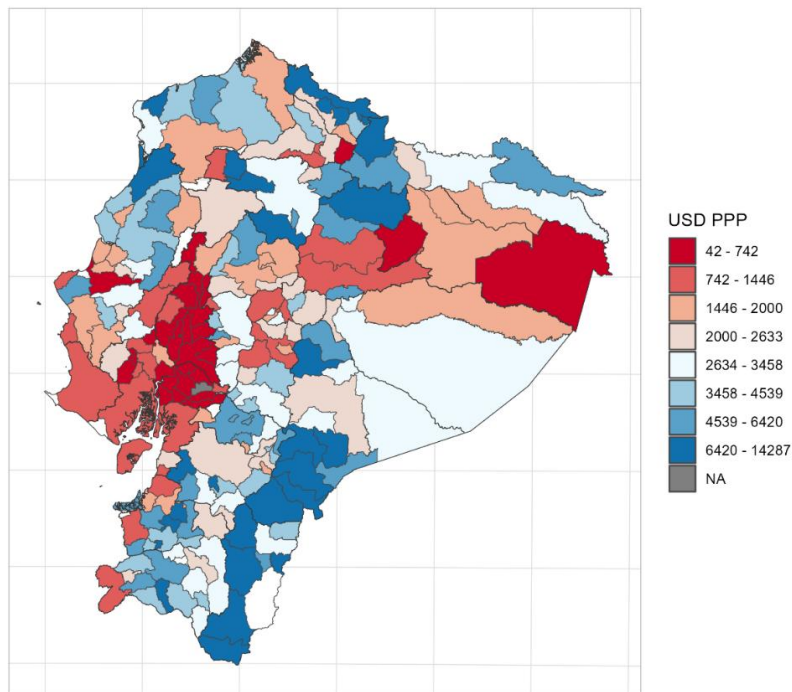 USD PPP
42 - 742
742 - 1446
1446 - 2000
2000 - 2633
2634 - 3458
3458 - 4539
4539 - 6420
6420 - 14287
NA